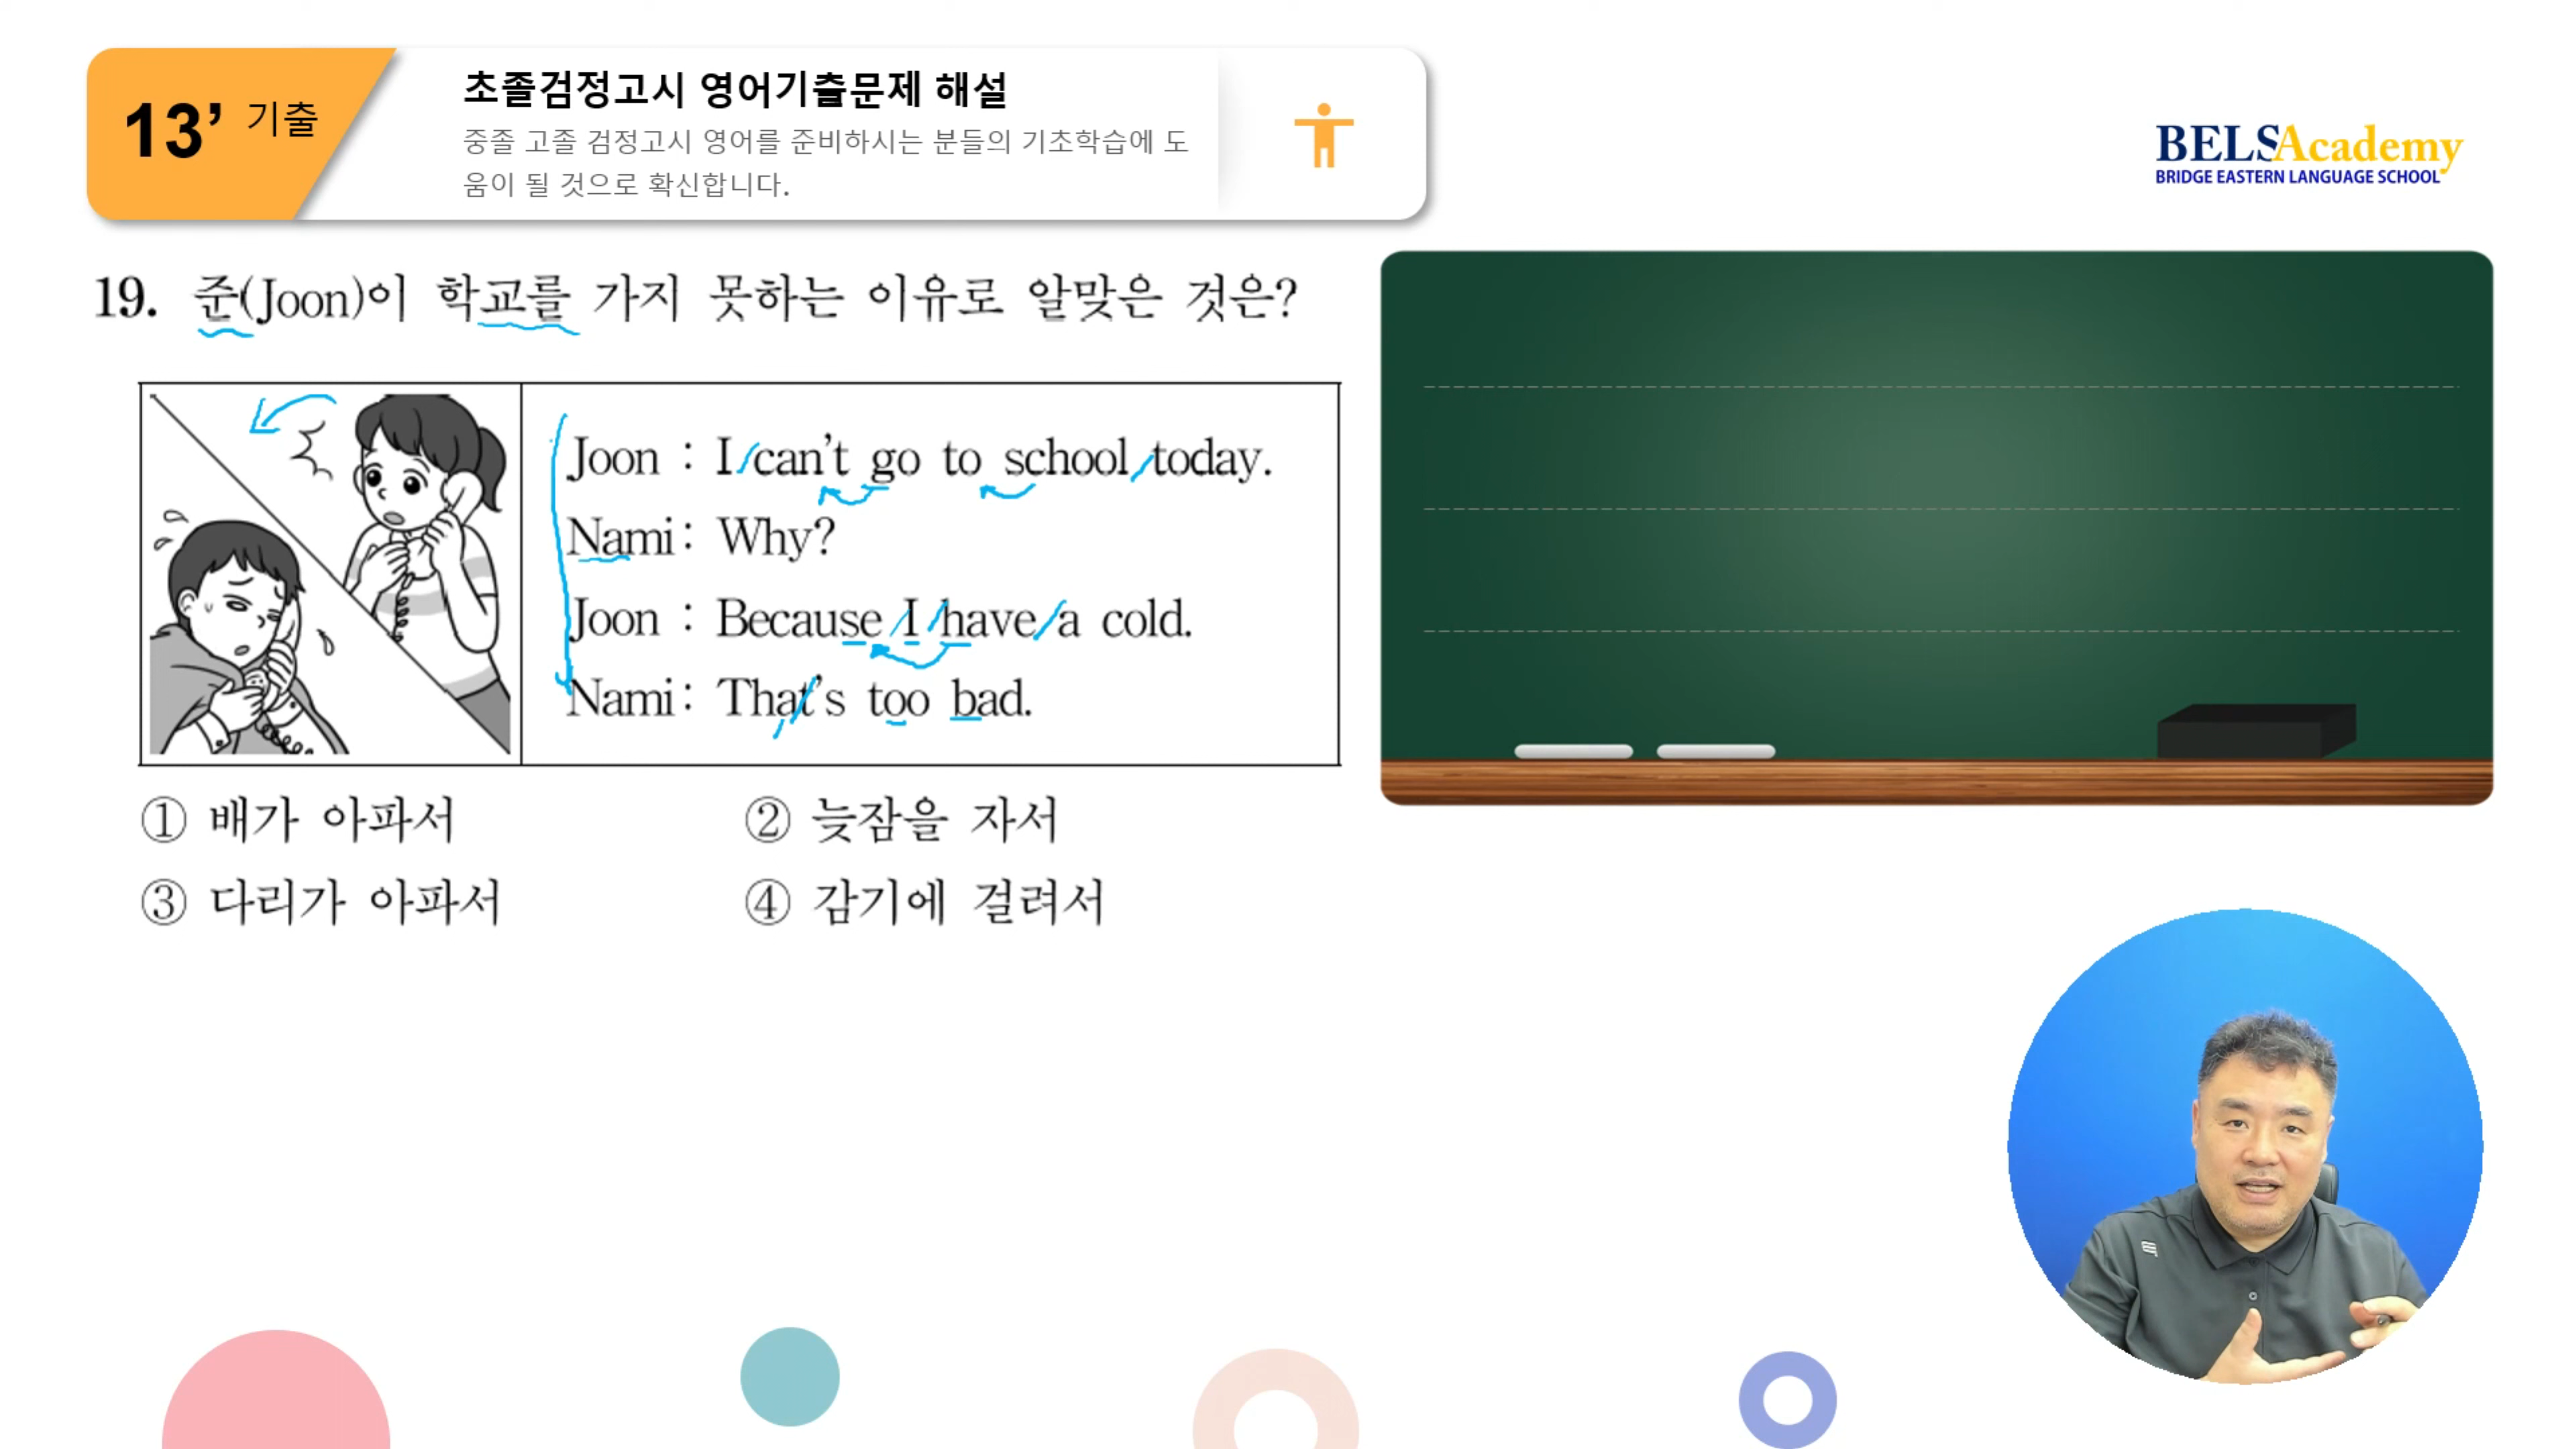 13’ 기출
초졸검정고시 영어기출문제 해설
중졸 고졸 검정고시 영어를 준비하시는 분들의 기초학습에 도
움이 될 것으로 확신합니다.
BELSAcademy
BRIDGE EASTERN LANGUAGE SCHOOL
19. 준(Joon)이 학교를 가지 못하는 이유로 알맞은 것은?
Joon : I can't go to school today.
Nami : Why?
Joon : Because I have a cold.
Nami : That's too bad.
① 배가 아파서
② 늦잠을 자서
③ 다리가 아파서
④ 감기에 걸려서